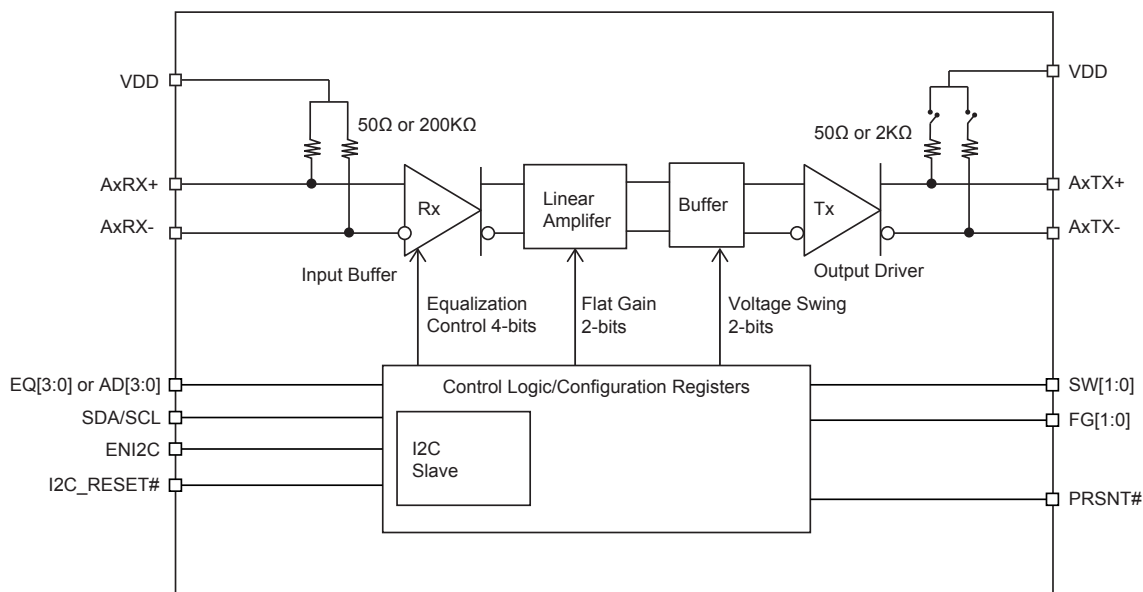 VDD
VDD
50Ω or 200KΩ
50Ω or 2KΩ
AxRX+
AxTX+
Rx
Linear
Amplifer
Buffer
Tx
AxRX-
AxTX-
Input Buffer
Output Driver
Equalization
Control 4-bits
Flat Gain
2-bits
Voltage Swing
2-bits
EQ[3:0] or AD[3:0]
Control Logic/Configuration Registers
SW[1:0]
SDA/SCL
FG[1:0]
ENI2C
I2C
Slave
I2C_RESET#
PRSNT#